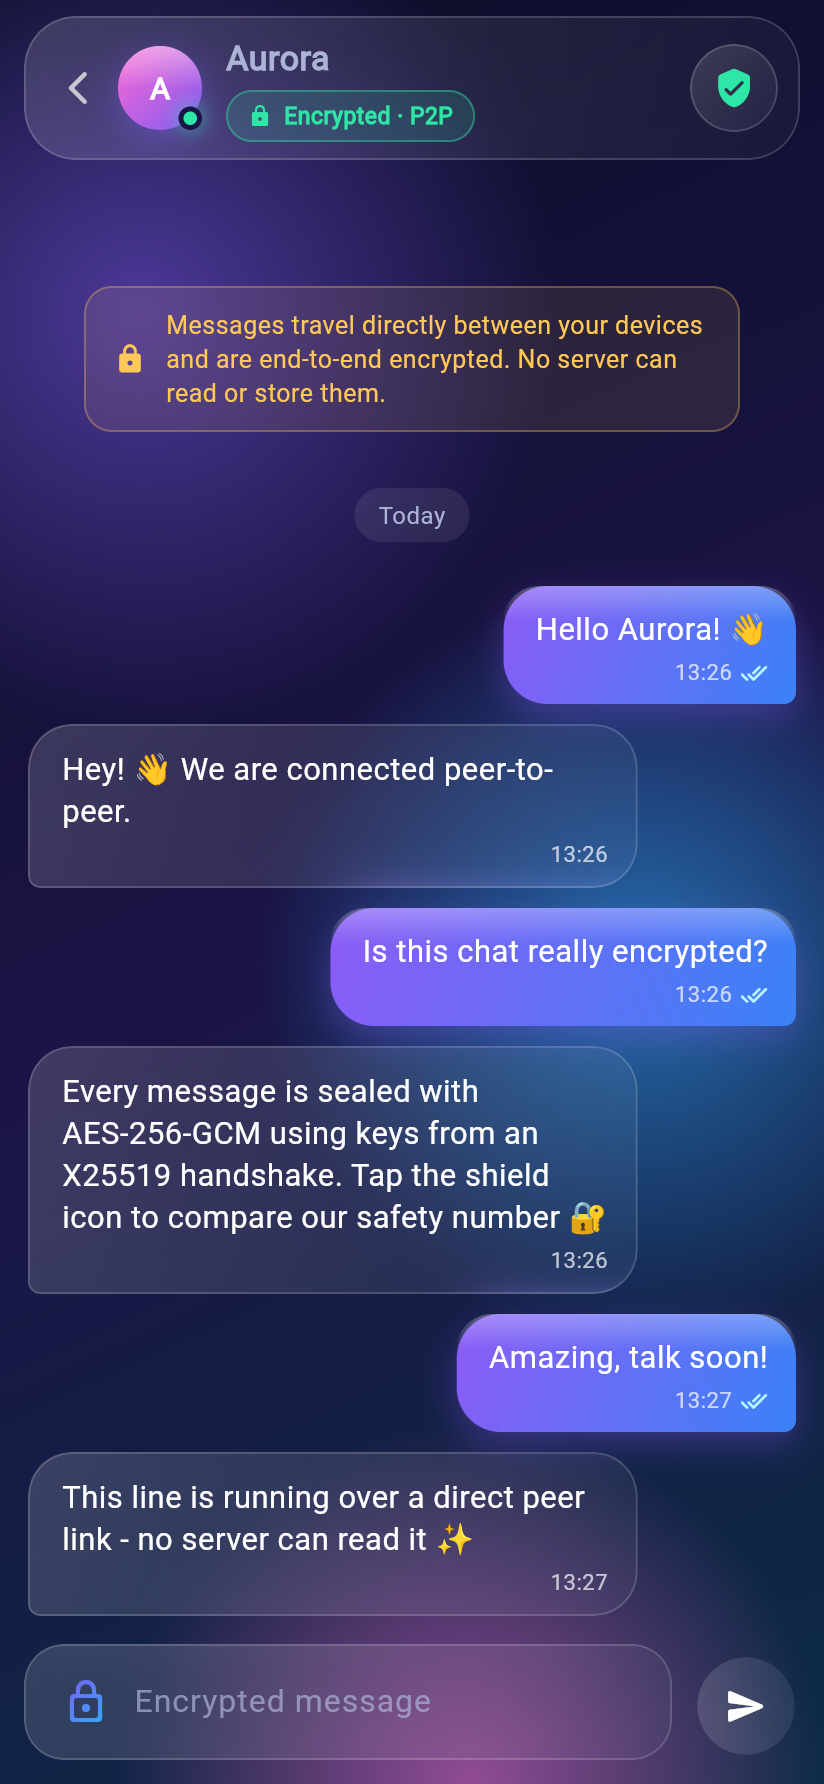 Aurora
A
Encrypted · P2P
Messages travel directly between your devices
and are end-to-end encrypted. No server can
read or store them.
Today
Hello Aurora! 👋
13:26
Hey! 👋 We are connected peer-to-
peer.
13:26
Is this chat really encrypted?
13:26
Every message is sealed with
AES-256-GCM using keys from an
X25519 handshake. Tap the shield
icon to compare our safety number 🔐
13:26
Amazing, talk soon!
13:27
This line is running over a direct peer
link - no server can read it ✨
13:27
Encrypted message